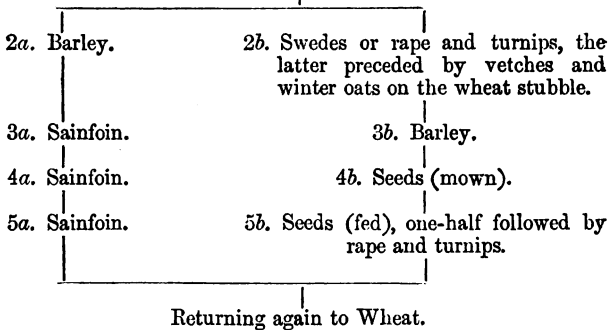 2a. Barley.
2b. Swedes or rape and turnips, the
latter preceded by vetches and
winter oats on the wheat stubble.
3a. Sainfoin.
3b. Barley.
4a. Sainfoin.
4b. Seeds (mown).
5a. Sainfoin.
5b. Seeds (fed), one-half followed by
rape and turnips.
Returning again to Wheat.